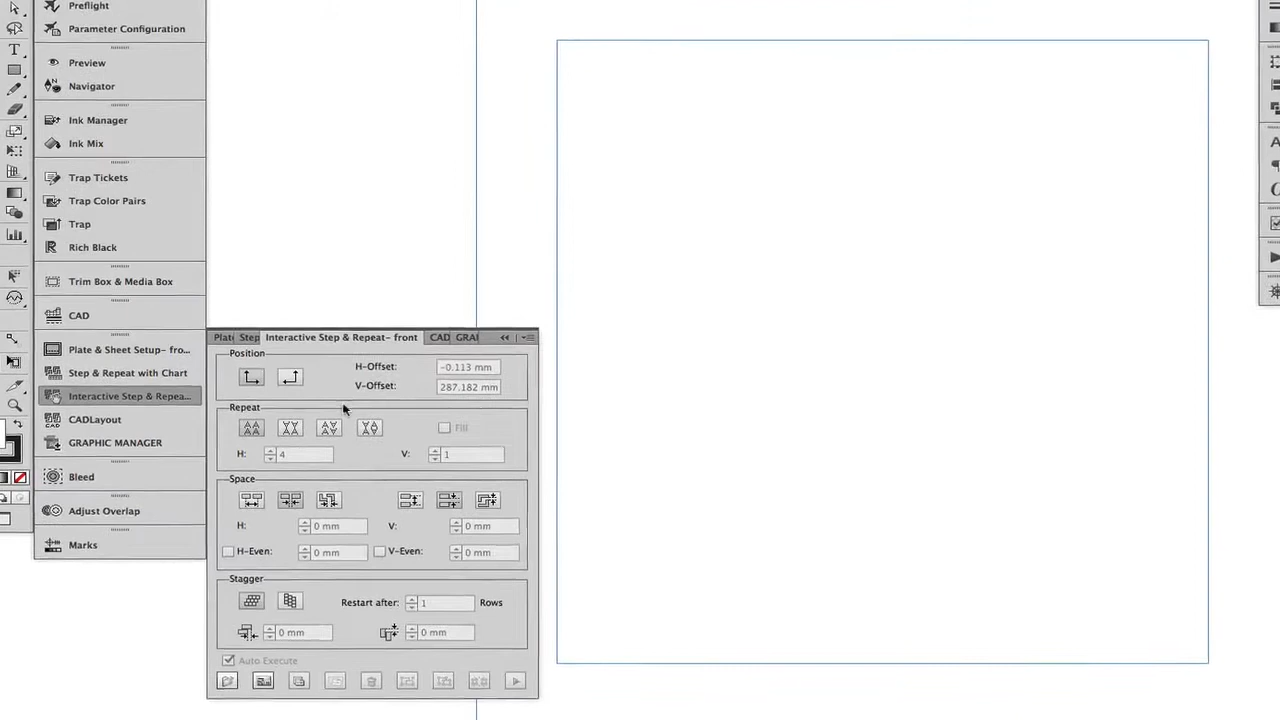 Preflight
Parameter Configuration
Preview
Navigator
Ink Manager
Ink Mix
Trap Tickets
Trap Color Pairs
Trap
Rich Black
Trim Box & Media Box
CAD
Plate & Sheet Setup- fro...
Step & Repeat with Chart
Interactive Step & Repea...
CADLayout
GRAPHIC MANAGER
Bleed
Adjust Overlap
Marks
Plate Step Interactive Step & Repeat- front CAD GRAI
Position
H-Offset: -0.113 mm
V-Offset: 287.182 mm
Repeat
Fill
H: 4 V: 1
Space
H: 0 mm V: 0 mm
H-Even: 0 mm V-Even: 0 mm
Stagger
Restart after: 1 Rows
0 mm 0 mm
Auto Execute